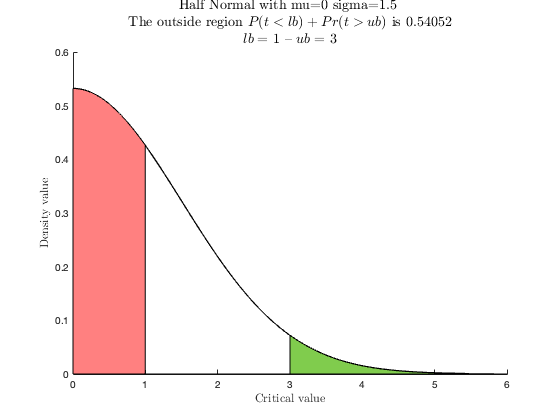 Half Normal with mu=0 sigma=1.5
The outside region P(t < lb) + Pr(t > ub) is 0.54052
lb = 1 – ub = 3
0.6
0.5
0.4
0.3
0.2
0.1
0
Density value
0 1 2 3 4 5 6
Critical value